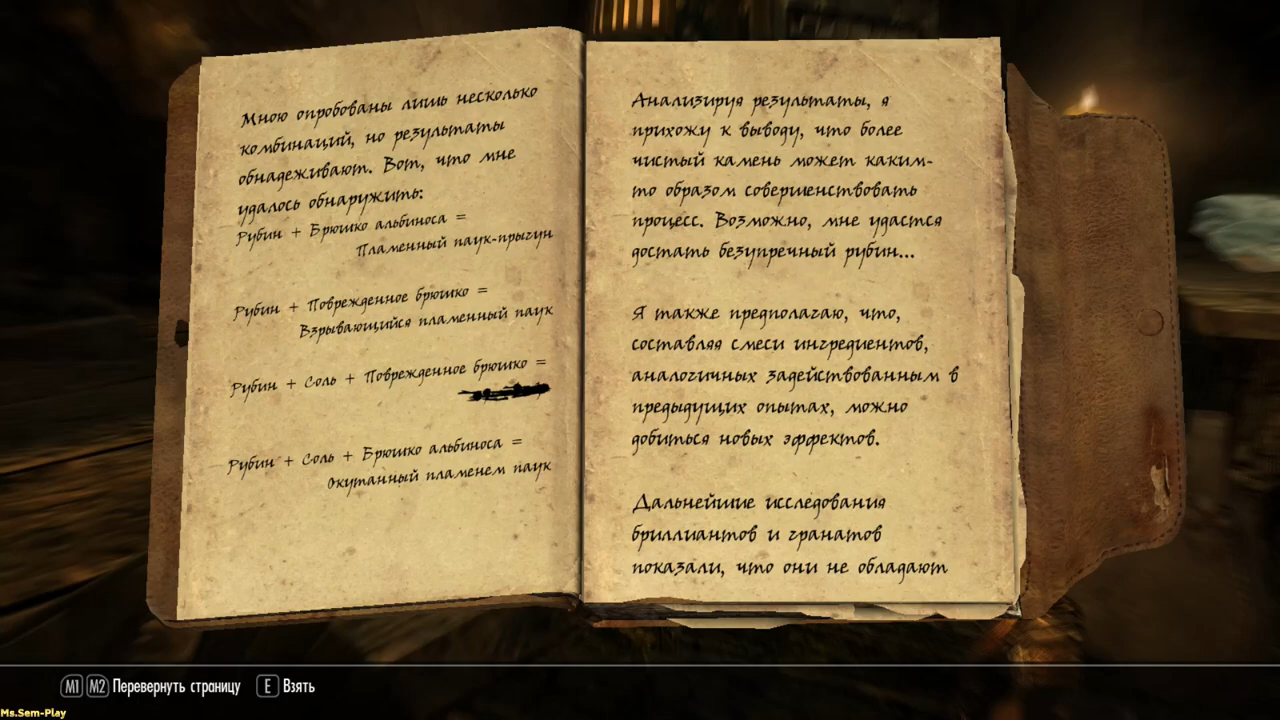 Мною опробованы лишь несколько
комбинаций, но результаты
обнадеживают. Вот, что мне
удалось обнаружить:
Рубин + Брюшко альбиноса =
Пламенный паук-прыгун
Рубин + Поврежденное брюшко =
Взрывающийся пламенный паук
Рубин + Соль + Поврежденное брюшко =
Рубин + Соль + Брюшко альбиноса =
Окутанный пламенем паук
Анализируя результаты, я
прихожу к выводу, что более
чистый камень может каким-
то образом совершенствовать
процесс. Возможно, мне удастся
достать безупречный рубин...
Я также предполагаю, что,
составляя смеси ингредиентов,
аналогичных задействованным в
предыдущих опытах, можно
добиться новых эффектов.
Дальнейшие исследования
бриллиантов и гранатов
показали, что они не обладают
M1 M2 Перевернуть страницу E Взять
Ms.Sem-Play